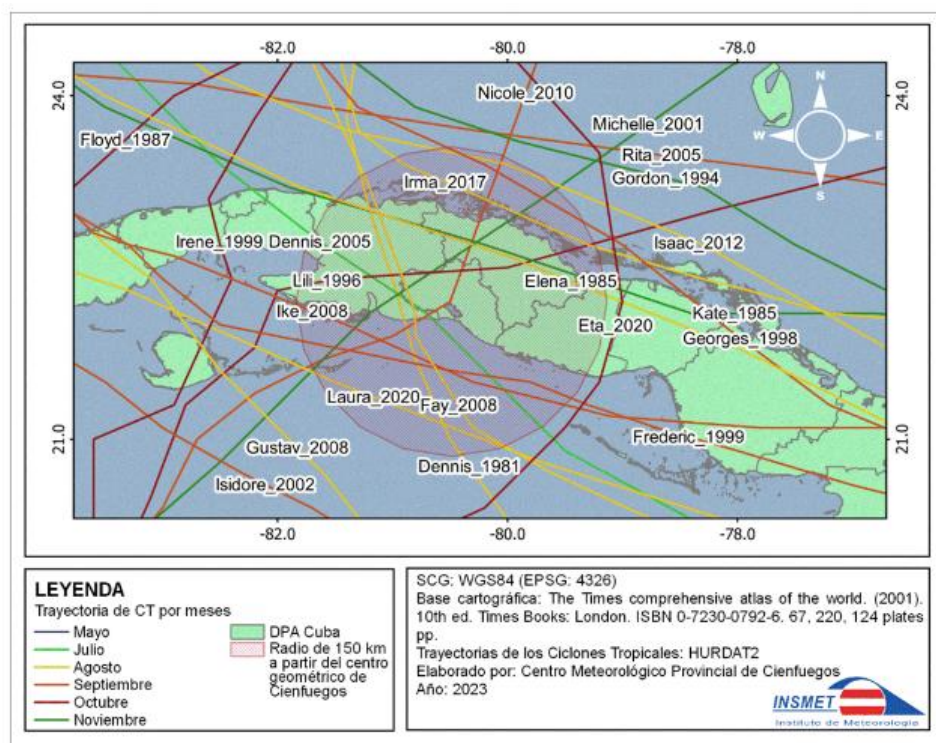 -82.0 -80.0 -78.0
24.0 24.0
Nicole_2010
N
Michelle_2001
W E
Floyd_1987
Rita_2005
Gordon_1994
Irma_2017
S
Irene_1999 Dennis_2005
Isaac_2012
Lili_1996
Elena_1985
Ike_2008
Eta_2020
Kate_1985
Georges_1998
Laura_2020
Fay_2008
Frederic_1999
21.0 21.0
Gustav_2008
Dennis_1981
Isidore_2002
-82.0 -80.0 -78.0
LEYENDA
Trayectoria de CT por meses
Mayo
Julio
Agosto
Septiembre
Octubre
Noviembre
DPA Cuba
Radio de 150 km
a partir del centro
geométrico de
Cienfuegos
SCG: WGS84 (EPSG: 4326)
Base cartográfica: The Times comprehensive atlas of the world. (2001).
10th ed. Times Books: London. ISBN 0-7230-0792-6. 67, 220, 124 plates
pp.
Trayectorias de los Ciclones Tropicales: HURDAT2
Elaborado por: Centro Meteorológico Provincial de Cienfuegos
Año: 2023
INSMET
Instituto de Meteorología